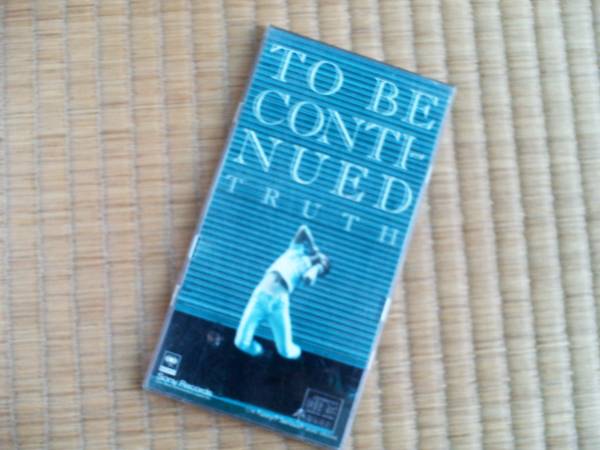 TO BE
CONTI-
NUED
TRUTH
Sony Records